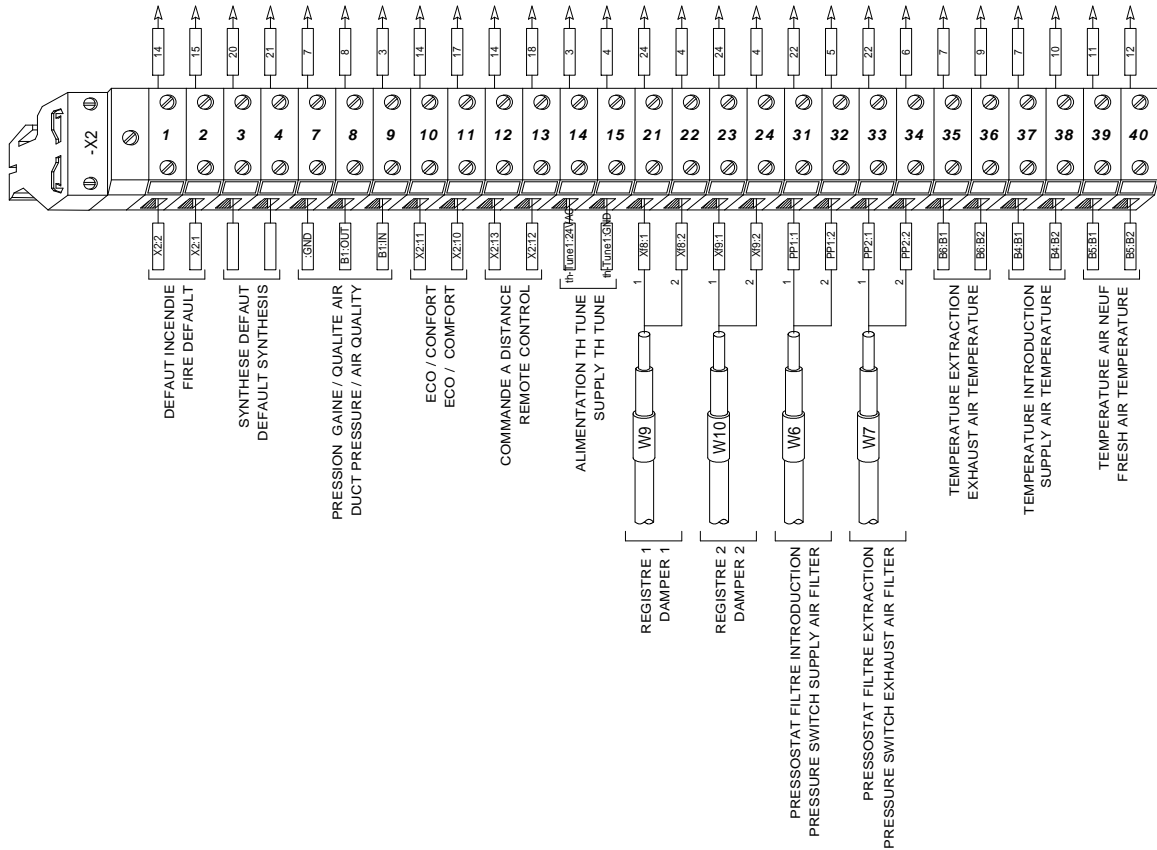 14 15 20 21 7 8 3 14 17 14 18 3 4 24 4 24 4 22 5 22 6 7 9 7 10 11 12
-X2 1 2 3 4 7 8 9 10 11 12 13 14 15 21 22 23 24 31 32 33 34 35 36 37 38 39 40
X2:2 X2:1 :GND B1:OUT B1:IN X2:11 X2:10 X2:13 X2:12 th-Tune1:24VAC th-Tune1:GND Xf8:1 Xf8:2 Xf9:1 Xf9:2 PP1:1 PP1:2 PP2:1 PP2:2 B6:B1 B6:B2 B4:B1 B4:B2 B5:B1 B5:B2
1 2 1 2 1 2 1 2
DEFAUT INCENDIE
FIRE DEFAULT
SYNTHESE DEFAUT
DEFAULT SYNTHESIS
PRESSION GAINE / QUALITE AIR
DUCT PRESSURE / AIR QUALITY
ECO / CONFORT
ECO / COMFORT
COMMANDE A DISTANCE
REMOTE CONTROL
ALIMENTATION TH TUNE
SUPPLY TH TUNE
W9
REGISTRE 1
DAMPER 1
W10
REGISTRE 2
DAMPER 2
W6
PRESSOSTAT FILTRE INTRODUCTION
PRESSURE SWITCH SUPPLY AIR FILTER
W7
PRESSOSTAT FILTRE EXTRACTION
PRESSURE SWITCH EXHAUST AIR FILTER
TEMPERATURE EXTRACTION
EXHAUST AIR TEMPERATURE
TEMPERATURE INTRODUCTION
SUPPLY AIR TEMPERATURE
TEMPERATURE AIR NEUF
FRESH AIR TEMPERATURE